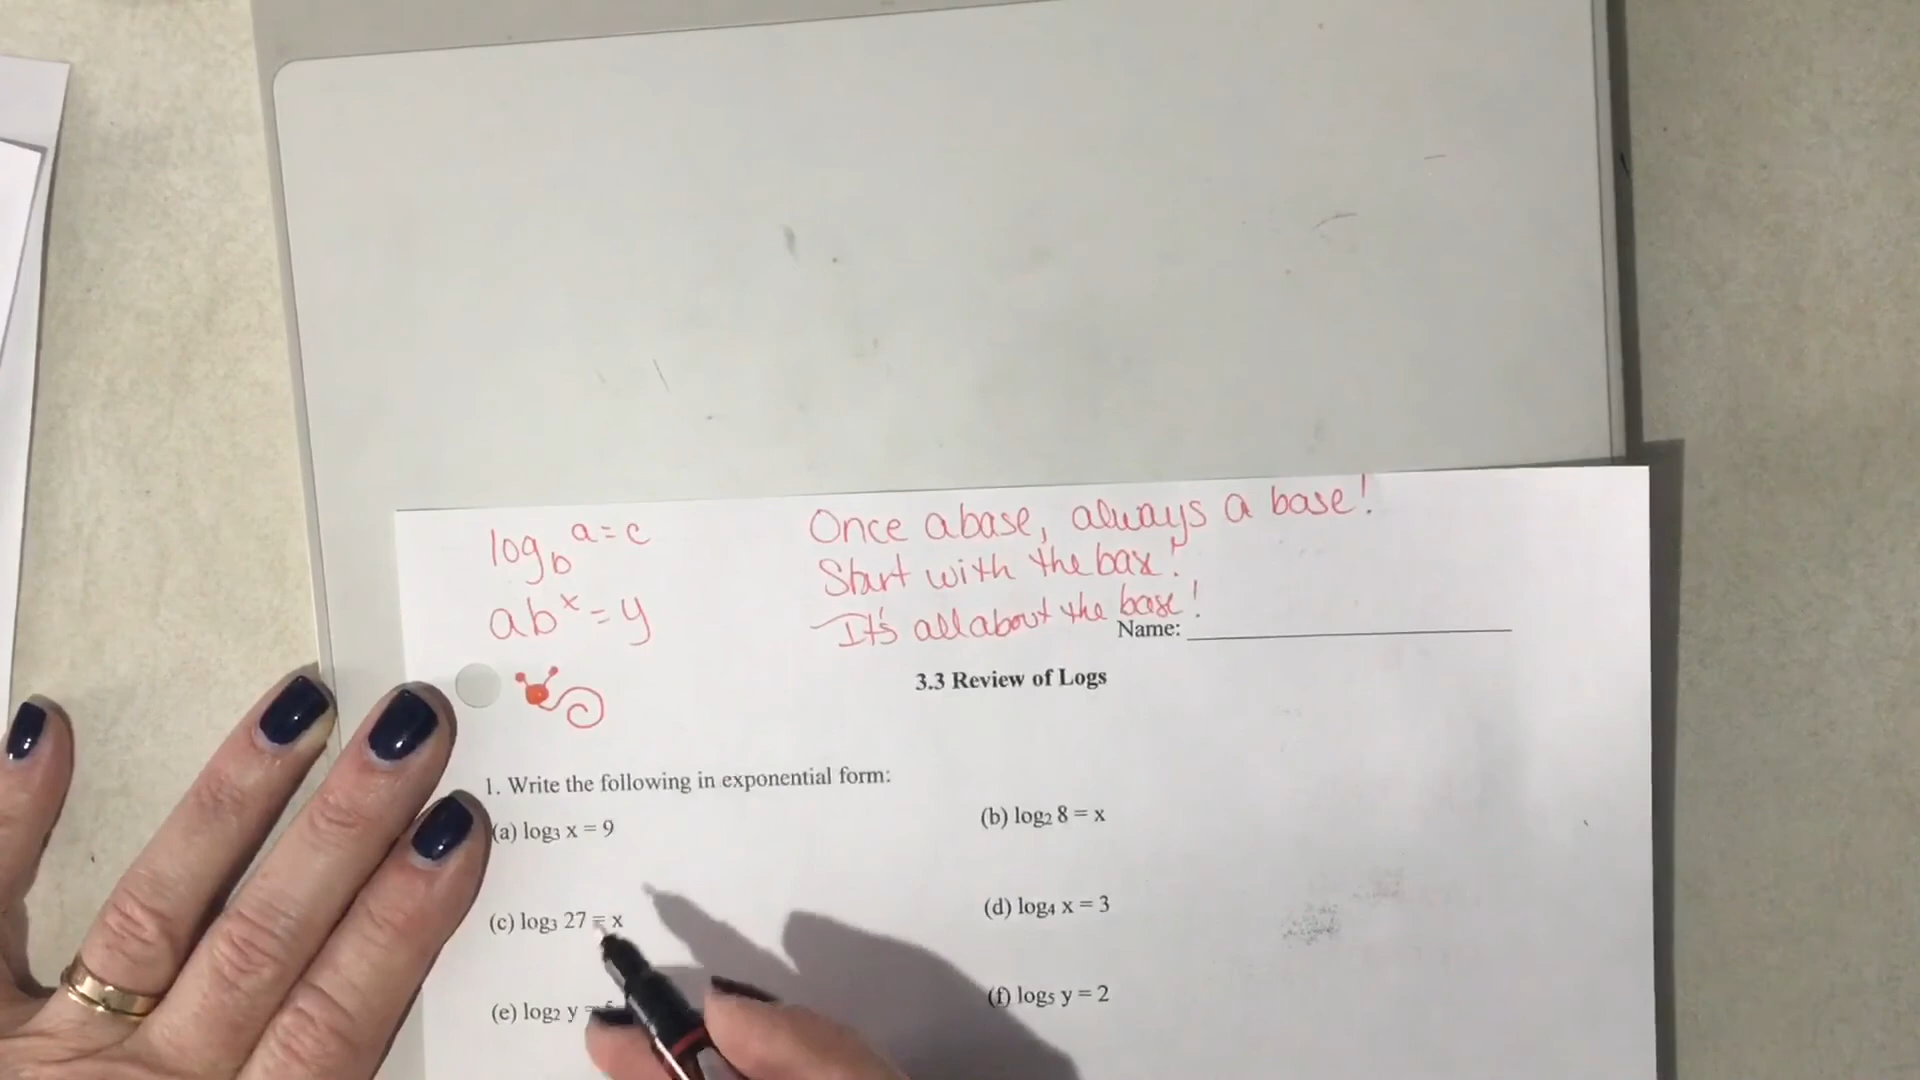 log_b a = c
ab^x = y
Once a base, always a base!
Start with the base!
It's all about the base!
Name:
3.3 Review of Logs
1. Write the following in exponential form:
(a) log₃ x = 9
(b) log₂ 8 = x
(c) log₃ 27 = x
(d) log₄ x = 3
(e) log₂ y =
(f) log₅ y = 2